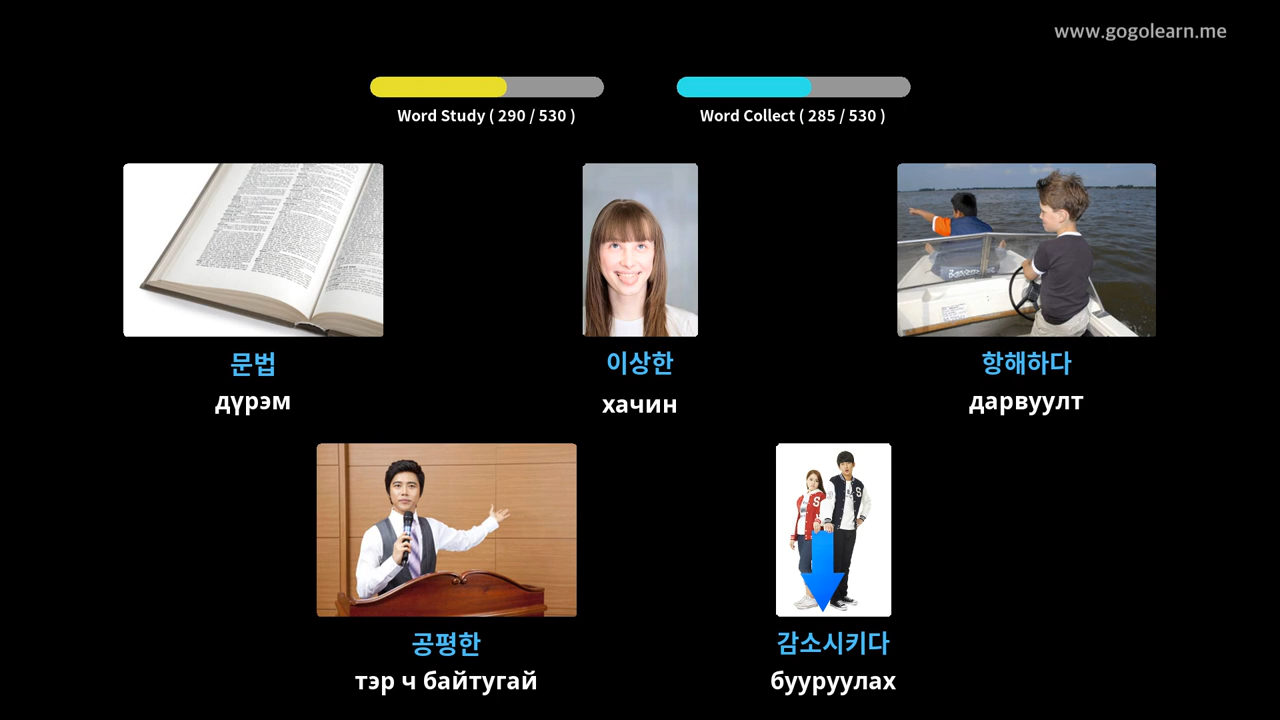 www.gogolearn.me
Word Study ( 290 / 530 )
Word Collect ( 285 / 530 )
문법
дүрэм
이상한
хачин
항해하다
дарвуулт
공평한
тэр ч байтугай
감소시키다
бууруулах